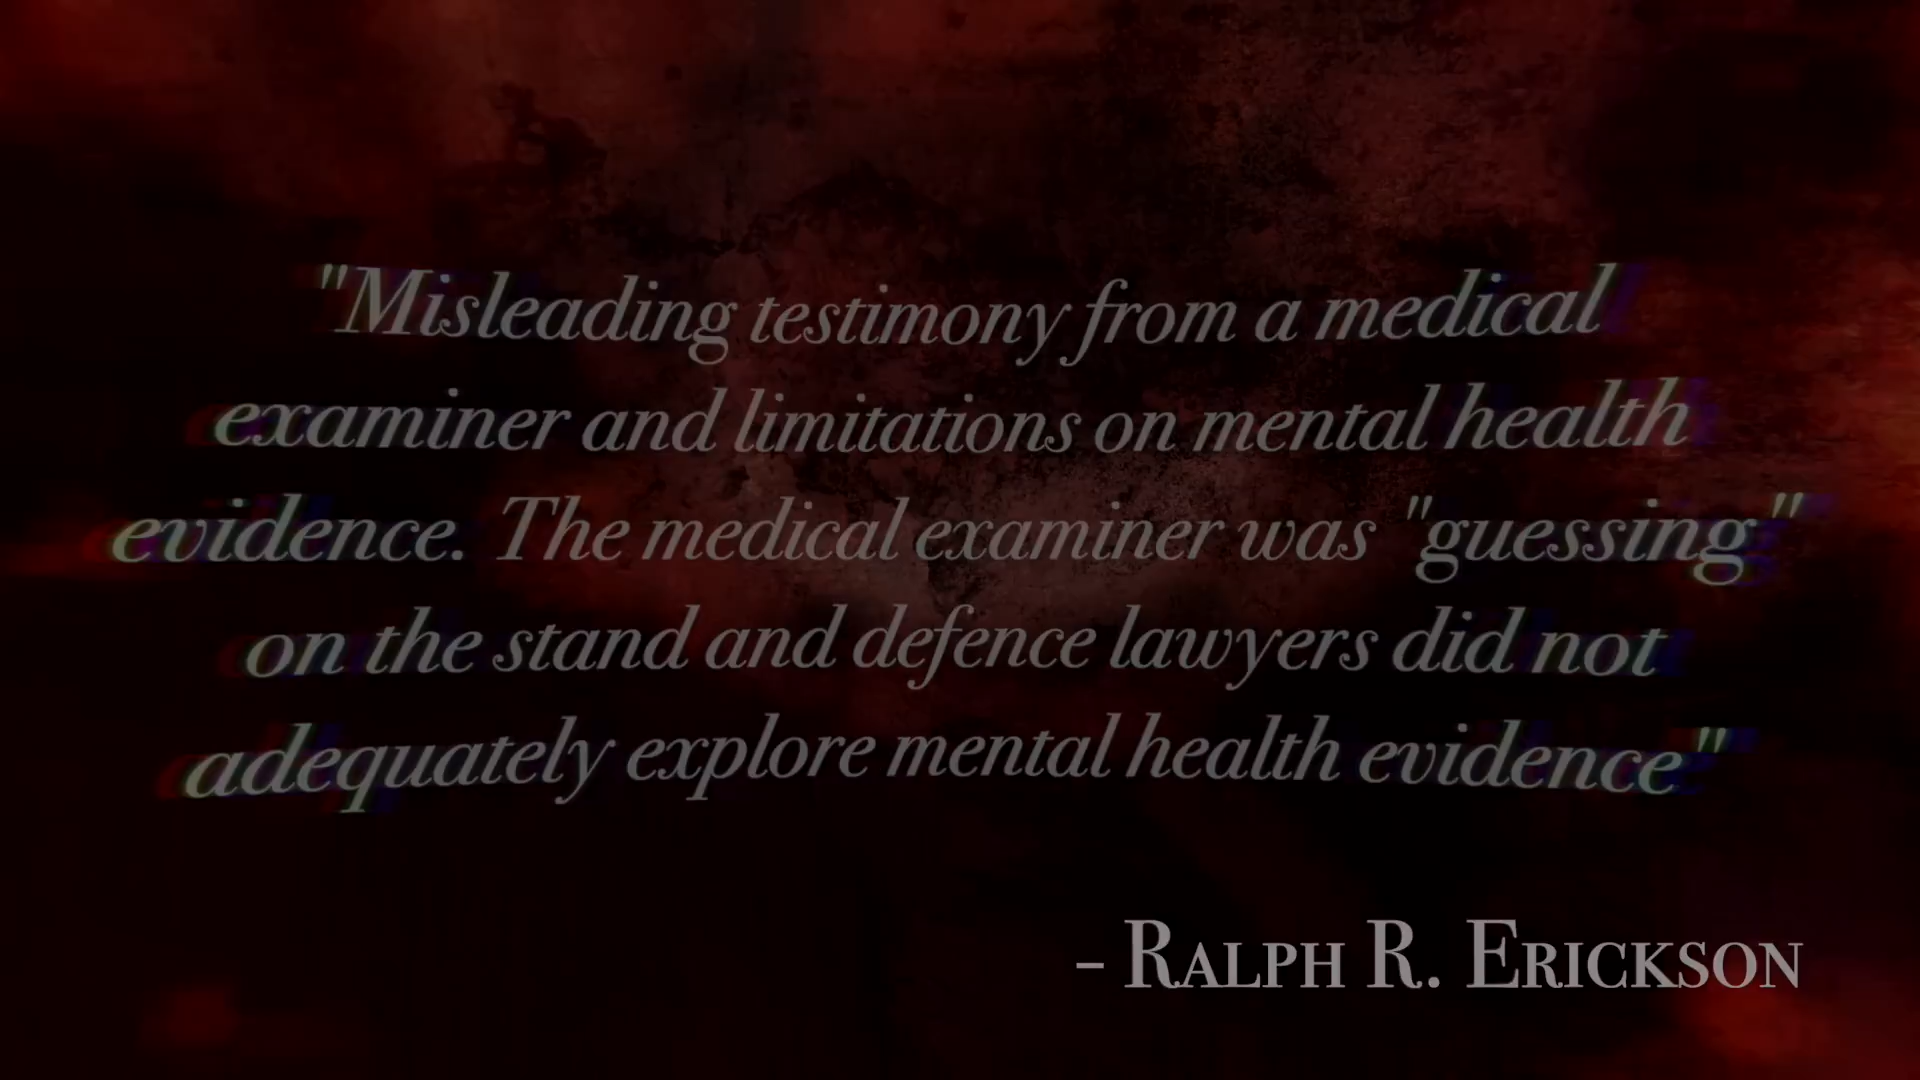 "Misleading testimony from a medical
examiner and limitations on mental health
evidence. The medical examiner was "guessing"
on the stand and defence lawyers did not
adequately explore mental health evidence"
– Ralph R. Erickson